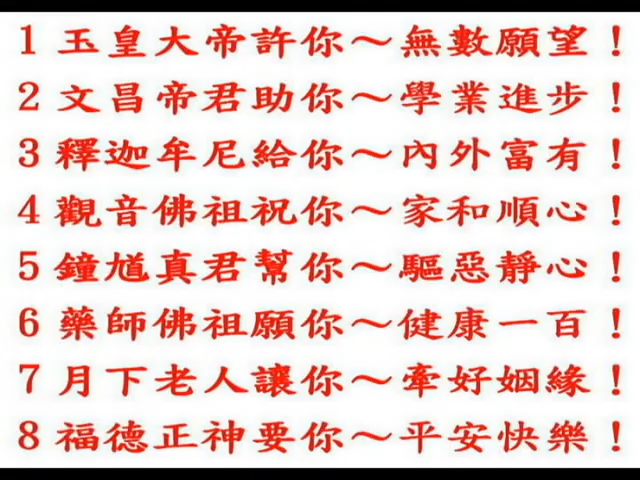 1 玉皇大帝許你～無數願望！
2 文昌帝君助你～學業進步！
3 釋迦牟尼給你～內外富有！
4 觀音佛祖祝你～家和順心！
5 鐘馗真君幫你～驅惡靜心！
6 藥師佛祖願你～健康一百！
7 月下老人讓你～牽好姻緣！
8 福德正神要你～平安快樂！